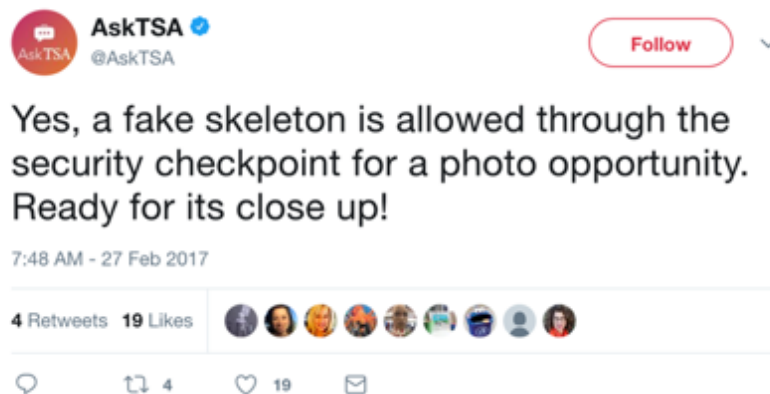 AskTSA
AskTSA
@AskTSA
Follow
Yes, a fake skeleton is allowed through the
security checkpoint for a photo opportunity.
Ready for its close up!
7:48 AM - 27 Feb 2017
4 Retweets 19 Likes
4 19